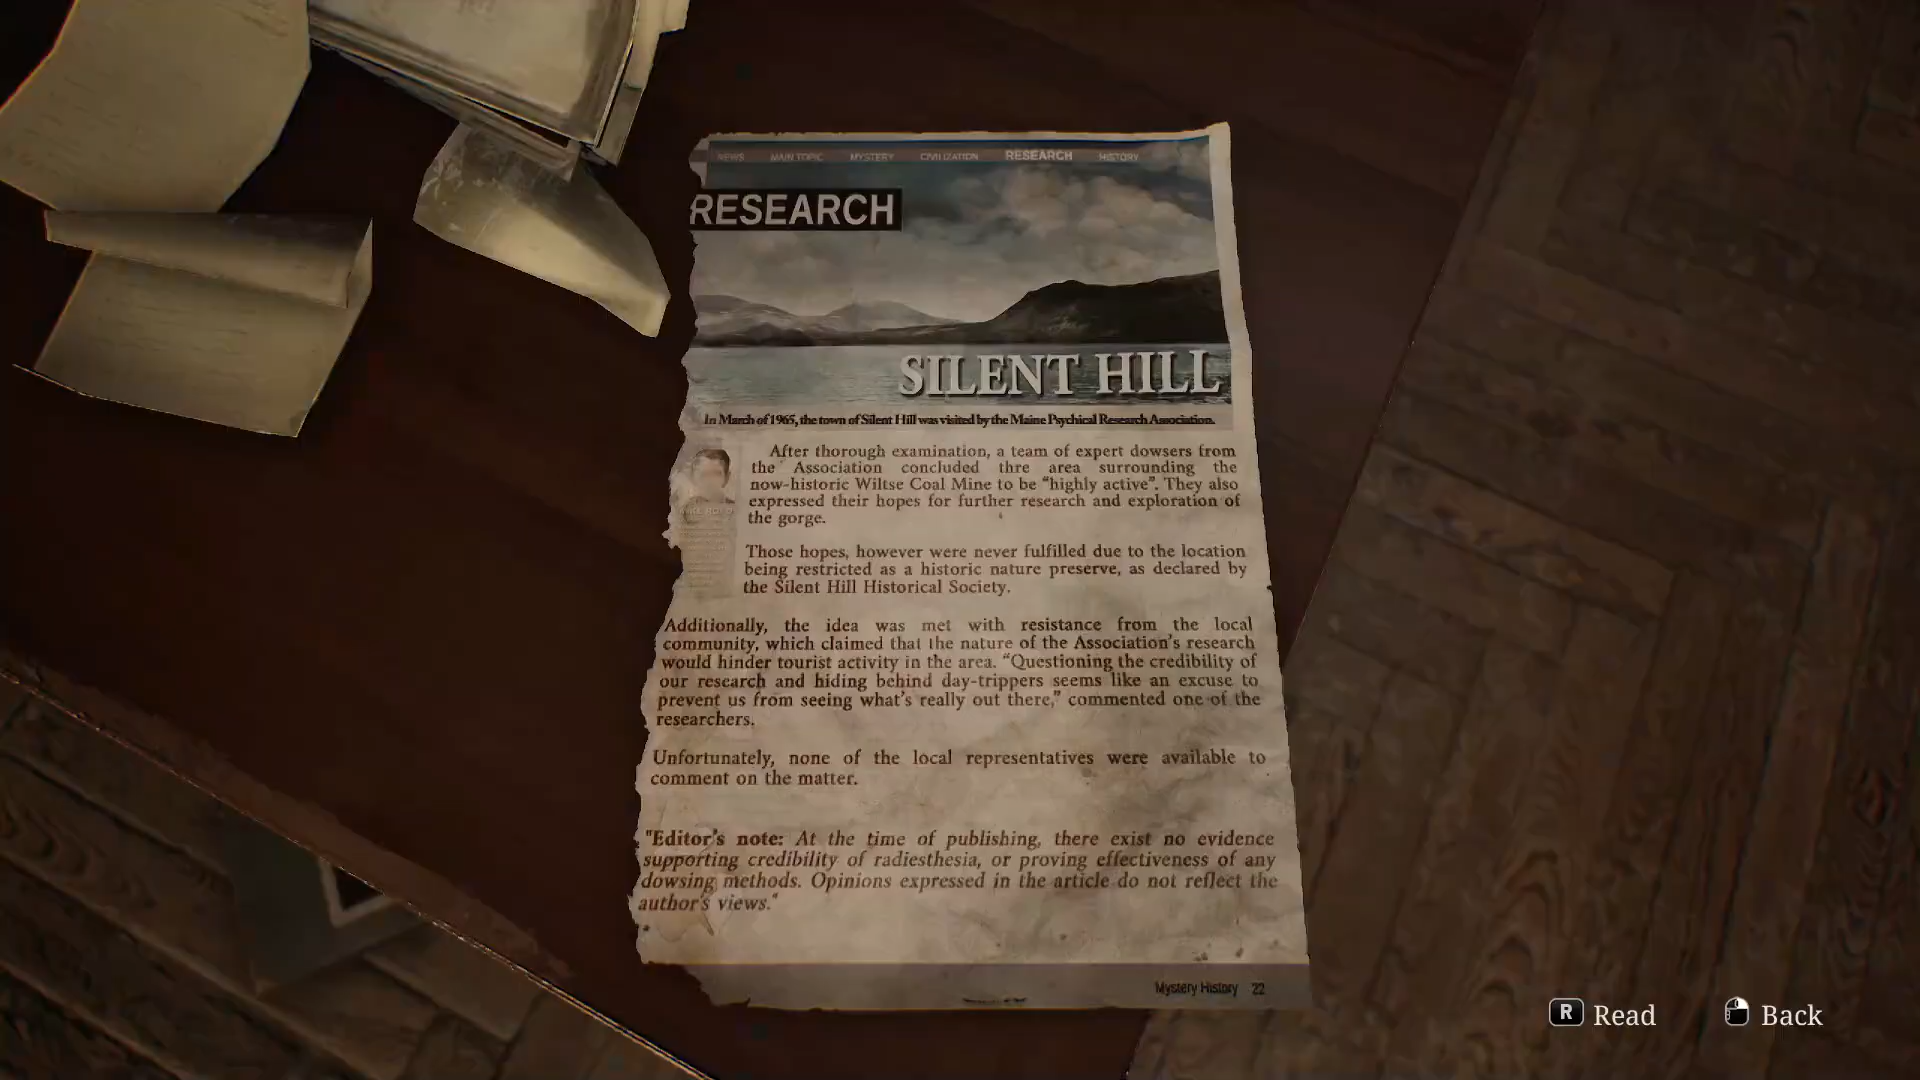 NEWS MAIN TOPIC MYSTERY CIVILIZATION RESEARCH HISTORY
RESEARCH
SILENT HILL
In March of 1965, the town of Silent Hill was visited by the Maine Psychical Research Association.
After thorough examination, a team of expert dowsers from
the Association concluded thre area surrounding the
now-historic Wiltse Coal Mine to be “highly active”. They also
expressed their hopes for further research and exploration of
the gorge.
Those hopes, however were never fulfilled due to the location
being restricted as a historic nature preserve, as declared by
the Silent Hill Historical Society.
Additionally, the idea was met with resistance from the local
community, which claimed that the nature of the Association's research
would hinder tourist activity in the area. “Questioning the credibility of
our research and hiding behind day-trippers seems like an excuse to
prevent us from seeing what's really out there,” commented one of the
researchers.
Unfortunately, none of the local representatives were available to
comment on the matter.
"Editor's note: At the time of publishing, there exist no evidence
supporting credibility of radiesthesia, or proving effectiveness of any
dowsing methods. Opinions expressed in the article do not reflect the
author's views."
Mystery History 22
R Read Back